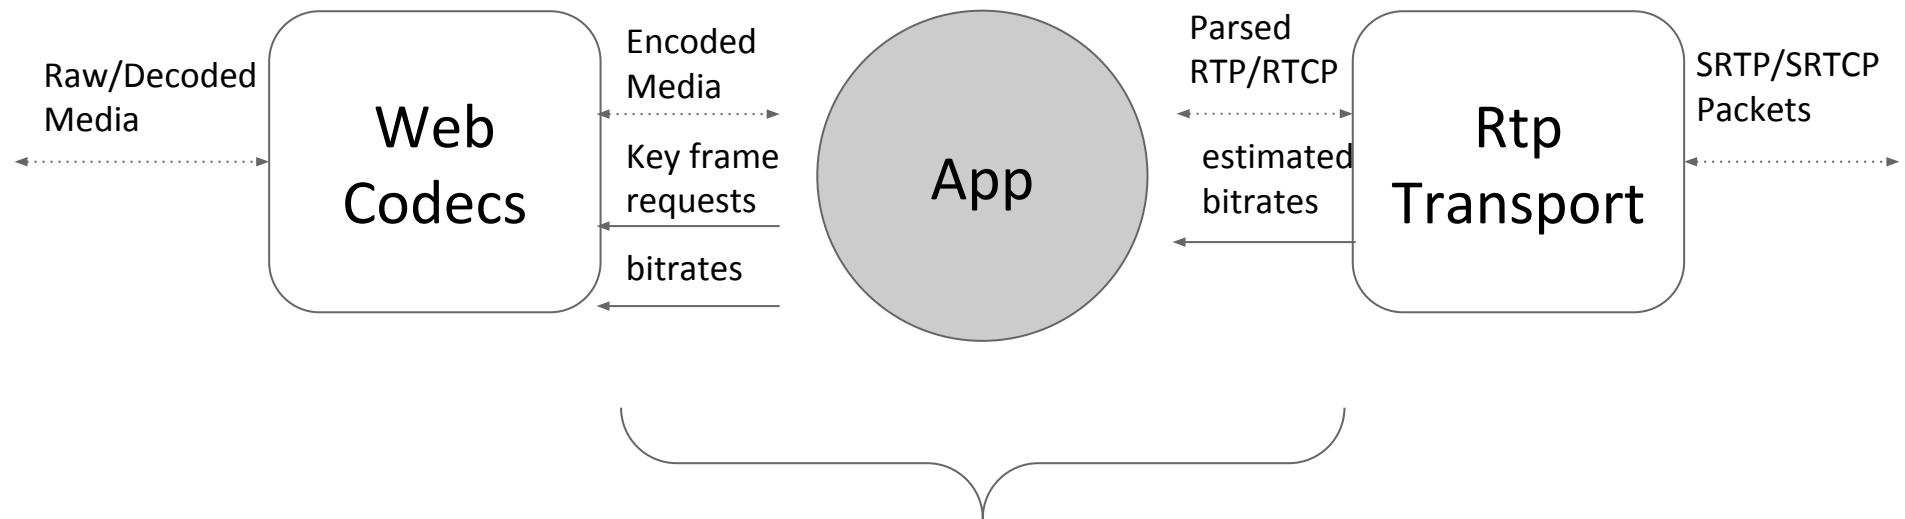 Raw/Decoded
Media
Web
Codecs
Encoded
Media
Key frame
requests
bitrates
App
Parsed
RTP/RTCP
estimated
bitrates
Rtp
Transport
SRTP/SRTCP
Packets